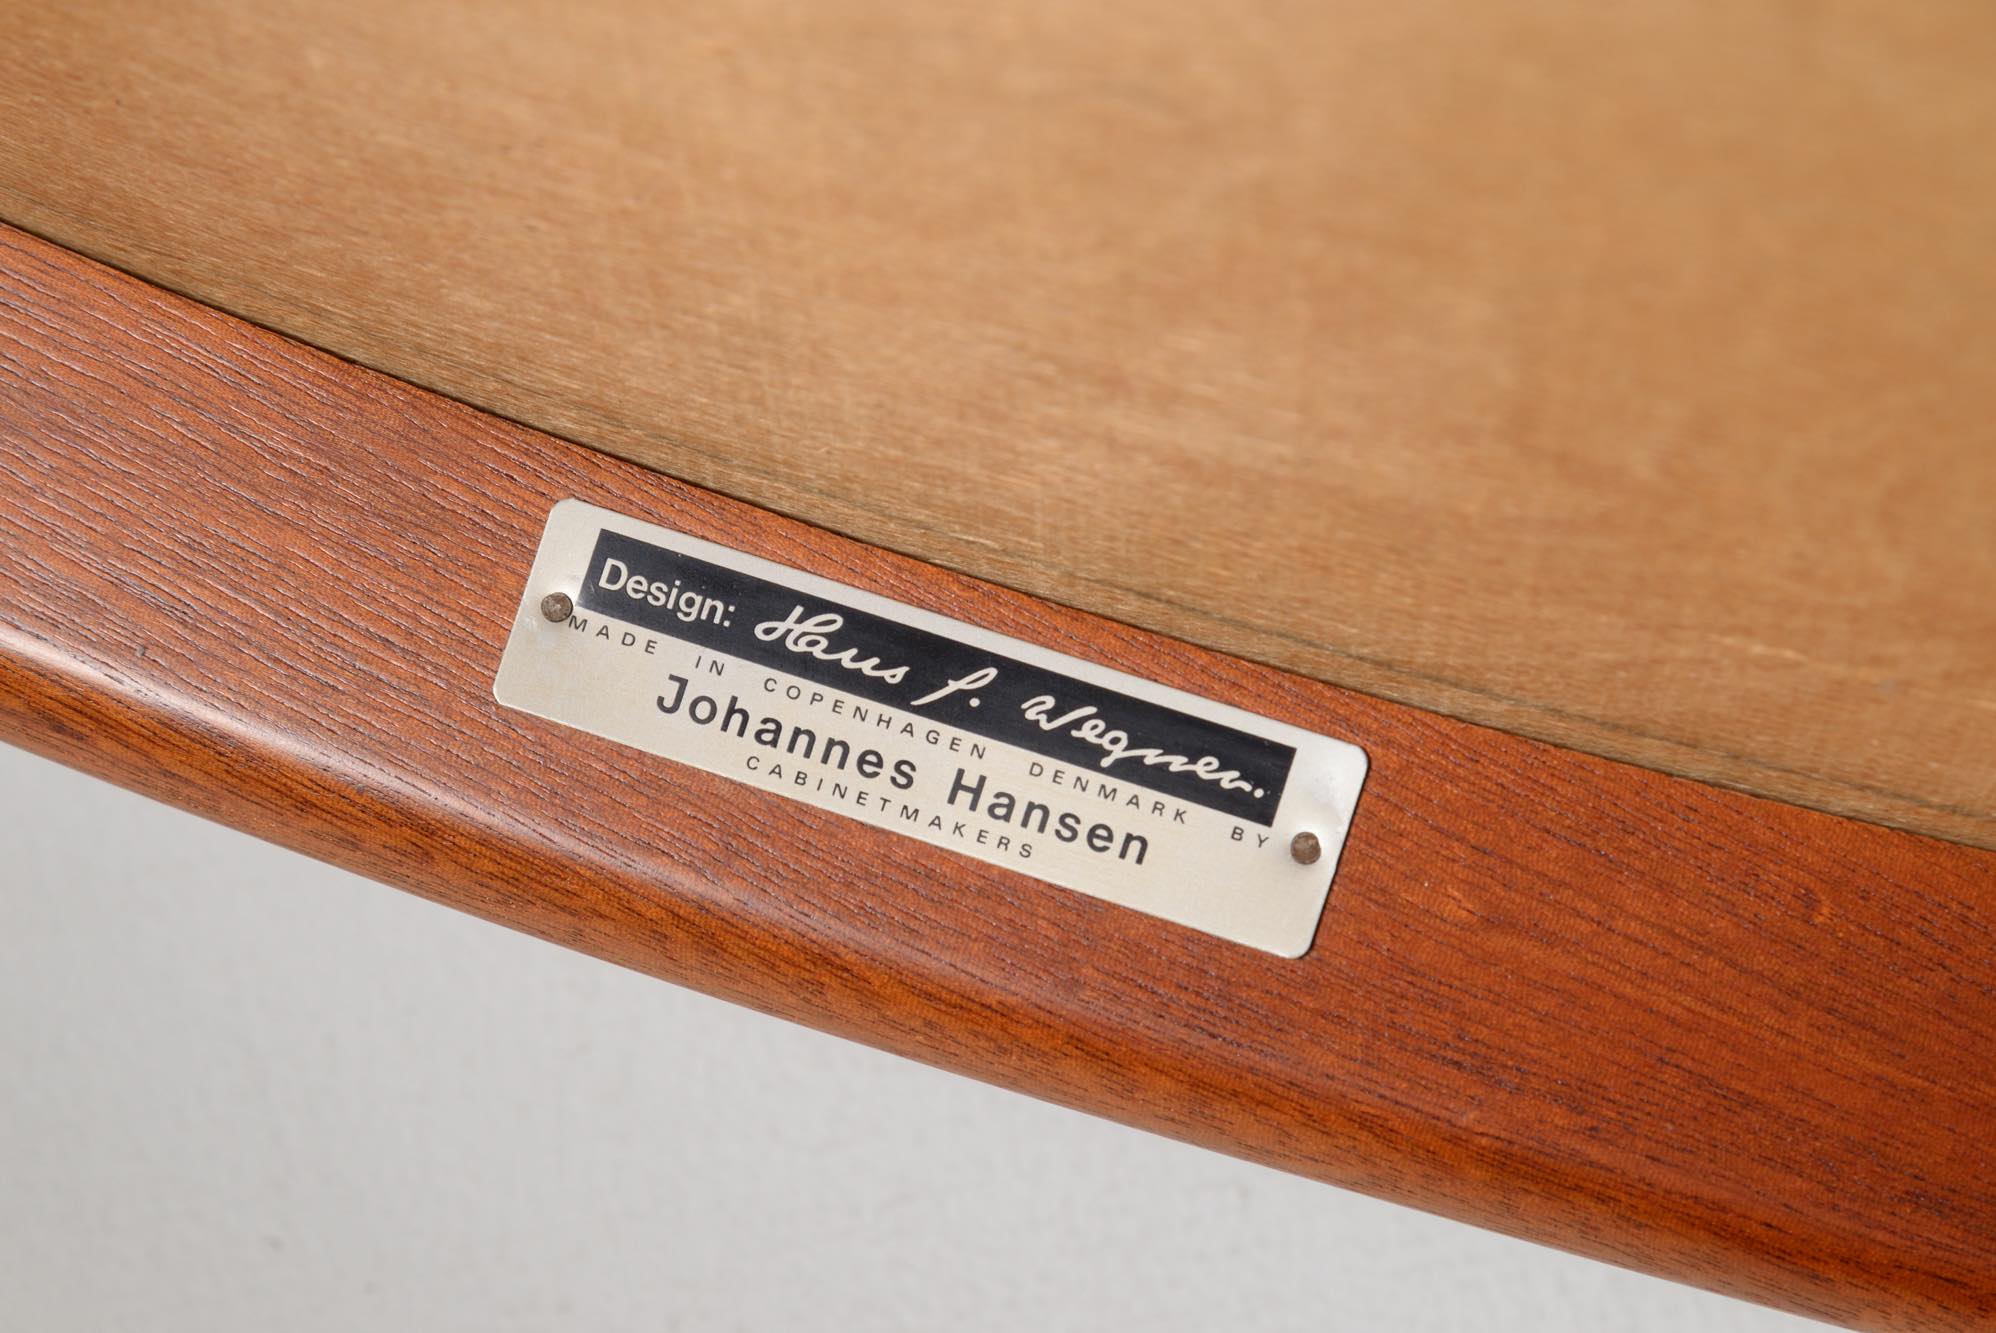 Design: Hans J. Wegner.
MADE IN COPENHAGEN DENMARK BY
Johannes Hansen
CABINETMAKERS